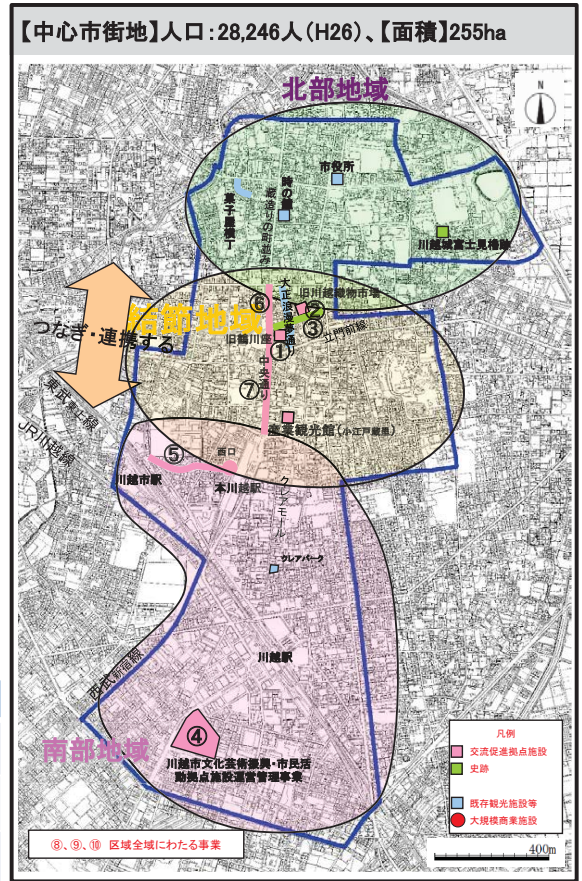 【中心市街地】人口：28,246人(H26)、【面積】255ha
北部地域
N
市役所
時の鐘
蔵造りの町並み
菓子屋横丁
川越城富士見櫓跡
結節地域
つなぎ・連携する
⑥
大正浪漫夢通り
旧川越織物市場
②
③
立門前線
旧鶴川座
①
中央通り
⑦
産業観光館(小江戸蔵里)
東武東上線
JR川越線
⑤
西口
川越市駅
本川越駅
クレアモール
クレアパーク
川越駅
西武新宿線
南部地域
④
川越市文化芸術振興・市民活
動拠点施設運営管理事業
凡例
交流促進拠点施設
史跡
既存観光施設等
大規模商業施設
⑧、⑨、⑩ 区域全域にわたる事業
400m